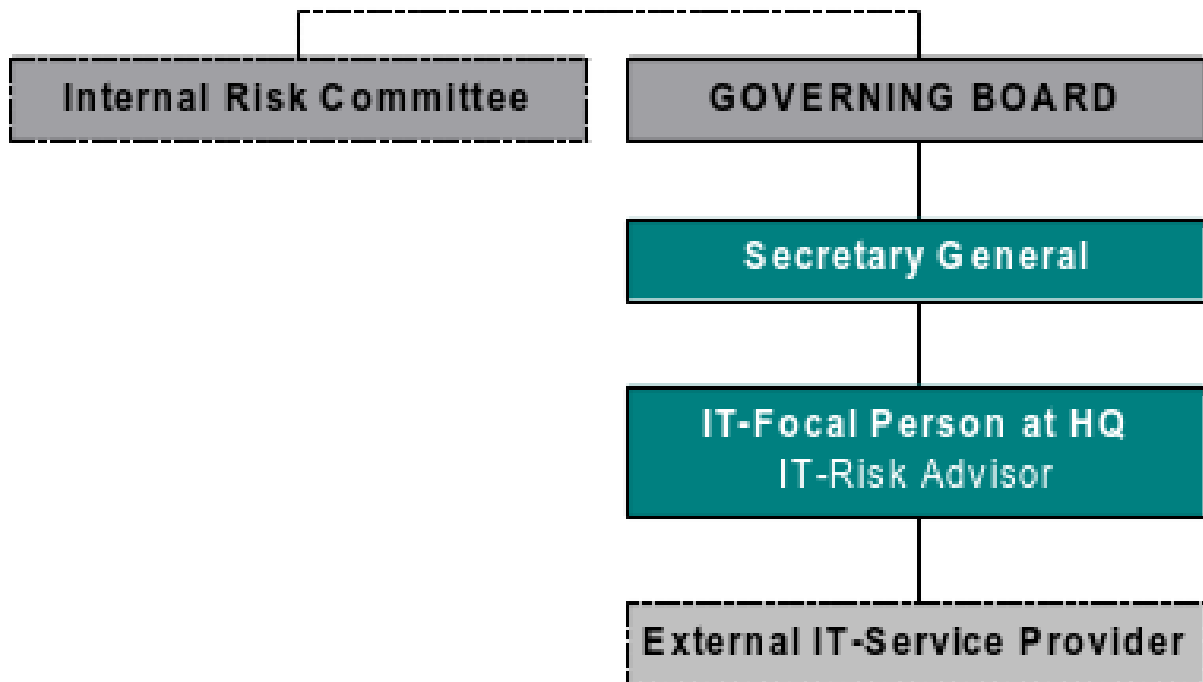 Internal Risk Committee
GOVERNING BOARD
Secretary General
IT-Focal Person at HQ
IT-Risk Advisor
External IT-Service Provider